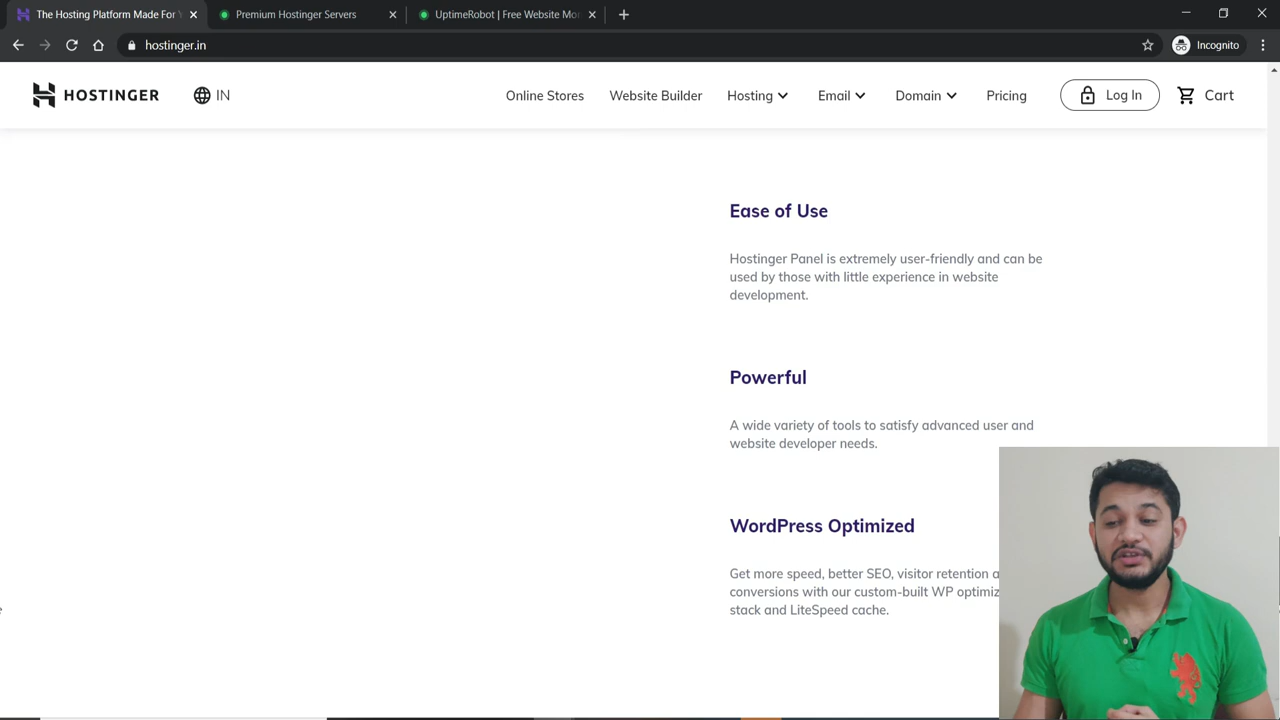 The Hosting Platform Made For
Premium Hostinger Servers
UptimeRobot | Free Website Mo
hostinger.in
Incognito
HOSTINGER
IN
Online Stores
Website Builder
Hosting
Email
Domain
Pricing
Log In
Cart
Ease of Use
Hostinger Panel is extremely user-friendly and can be
used by those with little experience in website
development.
Powerful
A wide variety of tools to satisfy advanced user and
website developer needs.
WordPress Optimized
Get more speed, better SEO, visitor retention a
conversions with our custom-built WP optimiz
stack and LiteSpeed cache.